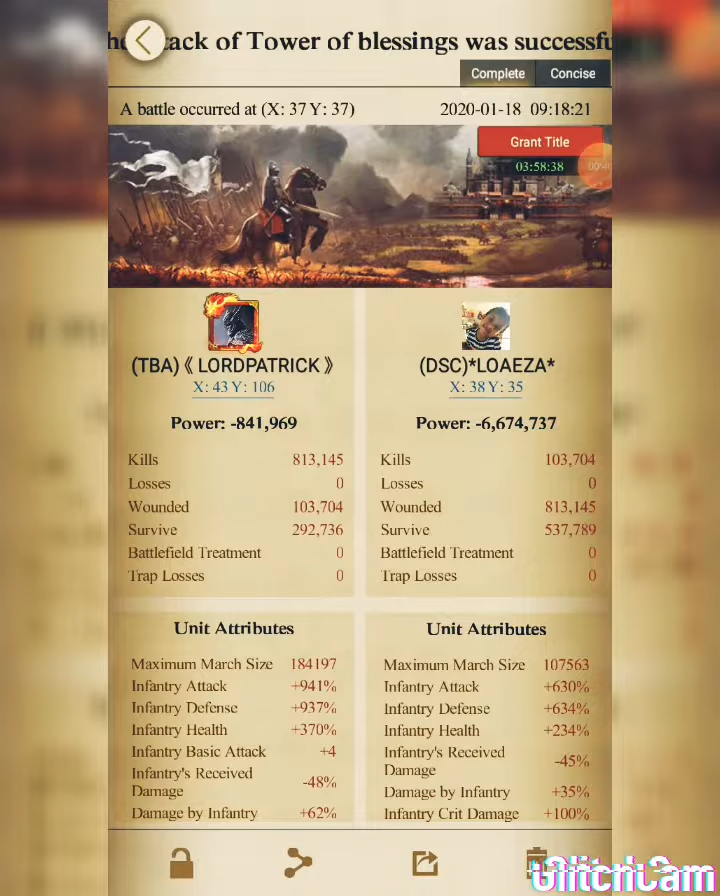 ack of Tower of blessings was successfu
Complete Concise
A battle occurred at (X: 37 Y: 37) 2020-01-18 09:18:21
Grant Title
03:58:38
(TBA)《 LORDPATRICK 》 (DSC)*LOAEZA*
X: 43 Y: 106 X: 38 Y: 35
Power: -841,969 Power: -6,674,737
Kills 813,145 Kills 103,704
Losses 0 Losses 0
Wounded 103,704 Wounded 813,145
Survive 292,736 Survive 537,789
Battlefield Treatment 0 Battlefield Treatment 0
Trap Losses 0 Trap Losses 0
Unit Attributes Unit Attributes
Maximum March Size 184197 Maximum March Size 107563
Infantry Attack +941% Infantry Attack +630%
Infantry Defense +937% Infantry Defense +634%
Infantry Health +370% Infantry Health +234%
Infantry Basic Attack +4 Infantry's Received
Damage -45%
Infantry's Received
Damage -48% Damage by Infantry +35%
Damage by Infantry +62% Infantry Crit Damage +100%
GlitchCam